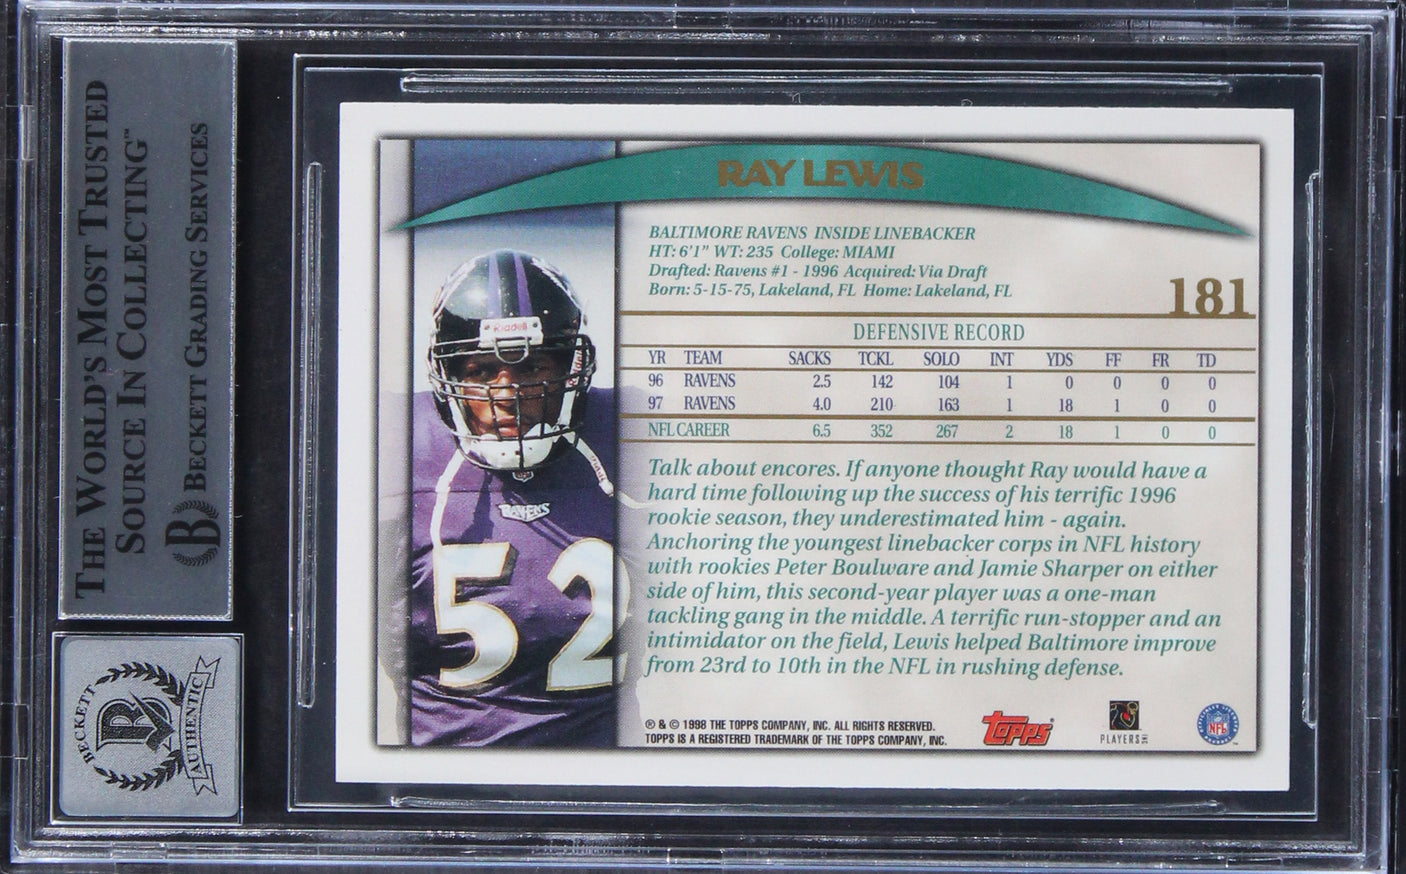 THE WORLD'S MOST TRUSTED
SOURCE IN COLLECTING™
B BECKETT GRADING SERVICES
BECKETT
B
AUTHENTIC
RAY LEWIS
BALTIMORE RAVENS INSIDE LINEBACKER
HT: 6'1" WT: 235 College: MIAMI
Drafted: Ravens #1 - 1996 Acquired: Via Draft
Born: 5-15-75, Lakeland, FL Home: Lakeland, FL
181
DEFENSIVE RECORD
YR TEAM SACKS TCKL SOLO INT YDS FF FR TD
96 RAVENS 2.5 142 104 1 0 0 0 0
97 RAVENS 4.0 210 163 1 18 1 0 0
NFL CAREER 6.5 352 267 2 18 1 0 0
Talk about encores. If anyone thought Ray would have a
hard time following up the success of his terrific 1996
rookie season, they underestimated him - again.
Anchoring the youngest linebacker corps in NFL history
with rookies Peter Boulware and Jamie Sharper on either
side of him, this second-year player was a one-man
tackling gang in the middle. A terrific run-stopper and an
intimidator on the field, Lewis helped Baltimore improve
from 23rd to 10th in the NFL in rushing defense.
® & © 1998 THE TOPPS COMPANY, INC. ALL RIGHTS RESERVED.
TOPPS IS A REGISTERED TRADEMARK OF THE TOPPS COMPANY, INC.
Topps
PLAYERS INC
NFL
Riddell
RAVENS
52